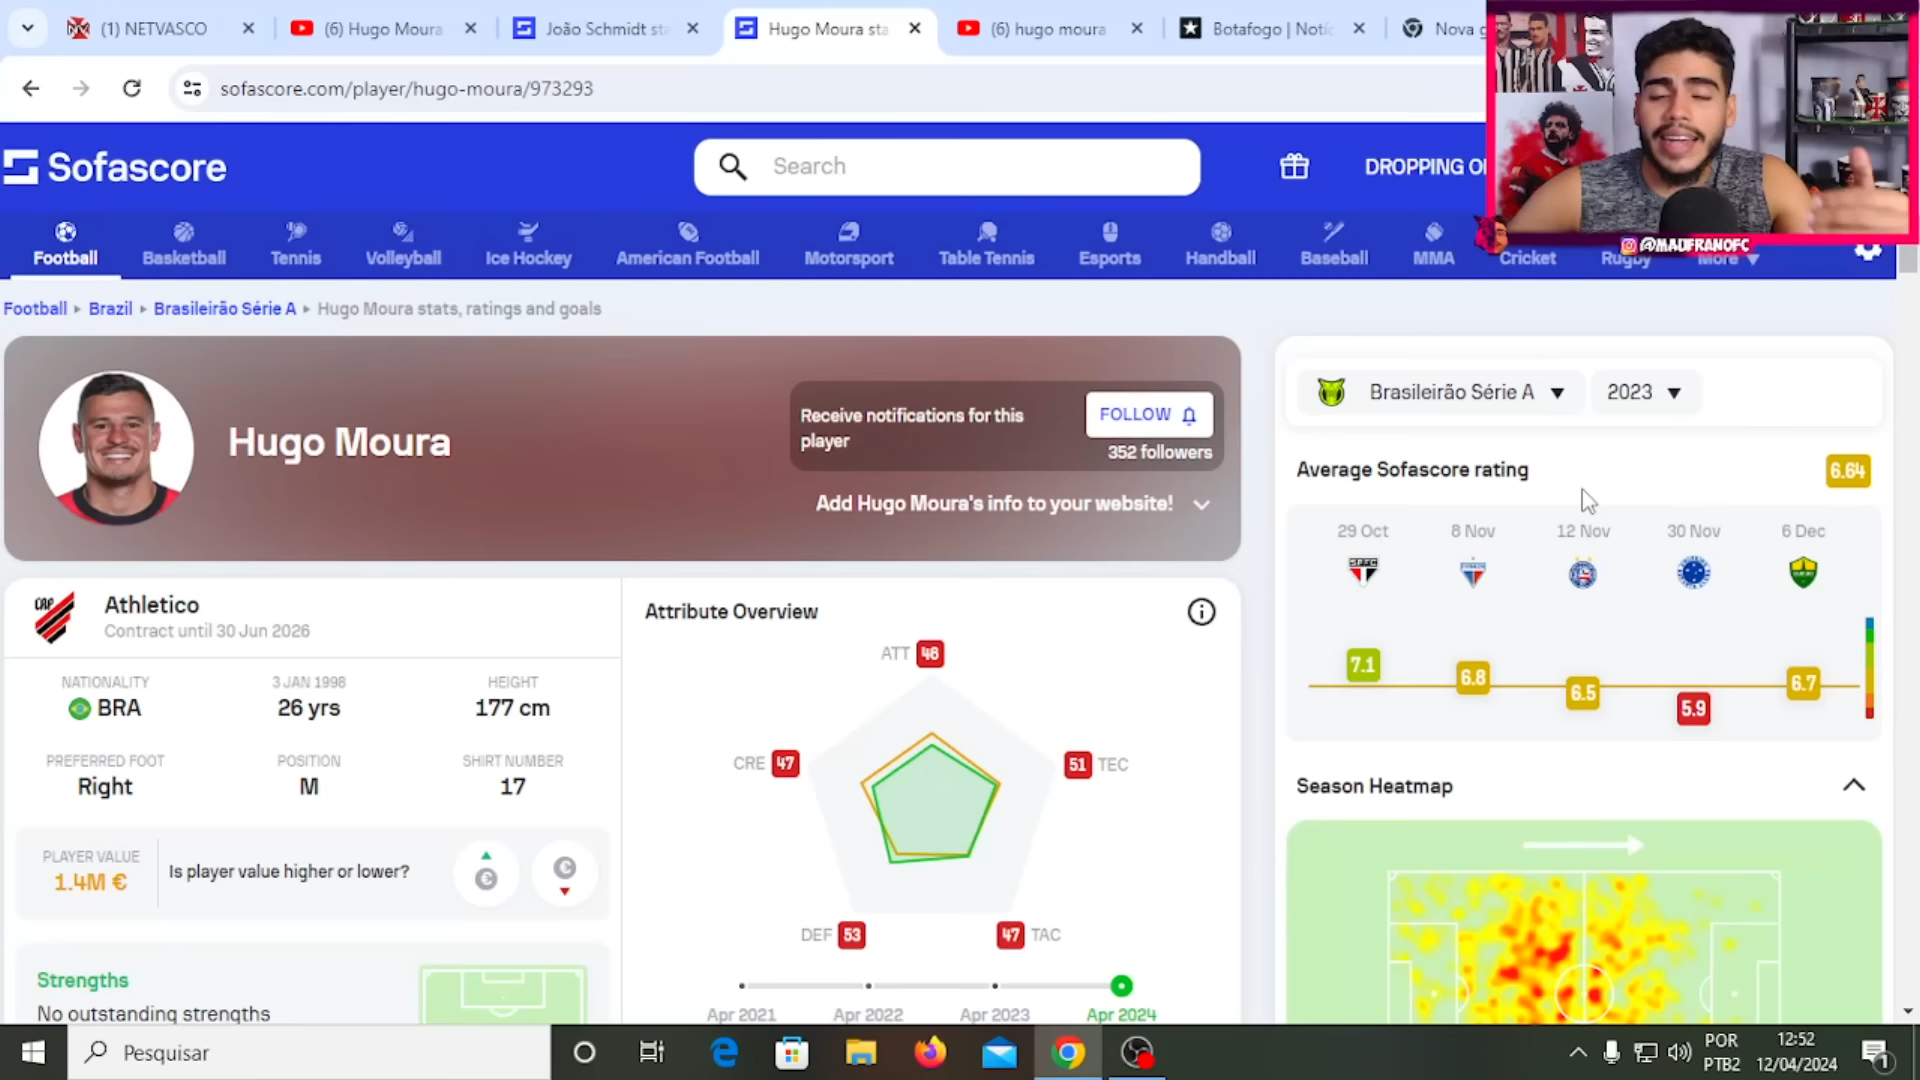 (1) NETVASCO
(6) Hugo Moura
João Schmidt sta
Hugo Moura sta
(6) hugo moura
Botafogo | Notíc
Nova g
sofascore.com/player/hugo-moura/973293
Sofascore
Search
DROPPING O
@MAUFRANOFC
Football
Basketball
Tennis
Volleyball
Ice Hockey
American Football
Motorsport
Table Tennis
Esports
Handball
Baseball
MMA
Cricket
Rugby
More
Football
Brazil
Brasileirão Série A
Hugo Moura stats, ratings and goals
Hugo Moura
Receive notifications for this
player
FOLLOW
352 followers
Add Hugo Moura's info to your website!
Athletico
Contract until 30 Jun 2026
NATIONALITY
BRA
3 JAN 1998
26 yrs
HEIGHT
177 cm
PREFERRED FOOT
Right
POSITION
M
SHIRT NUMBER
17
PLAYER VALUE
1.4M €
Is player value higher or lower?
Strengths
No outstanding strengths
Attribute Overview
ATT 46
CRE 47
51 TEC
DEF 53
47 TAC
Apr 2021
Apr 2022
Apr 2023
Apr 2024
Brasileirão Série A
2023
Average Sofascore rating
6.64
29 Oct
8 Nov
12 Nov
30 Nov
6 Dec
7.1
6.8
6.5
5.9
6.7
Season Heatmap
Pesquisar
POR
PTB2
12:52
12/04/2024
1